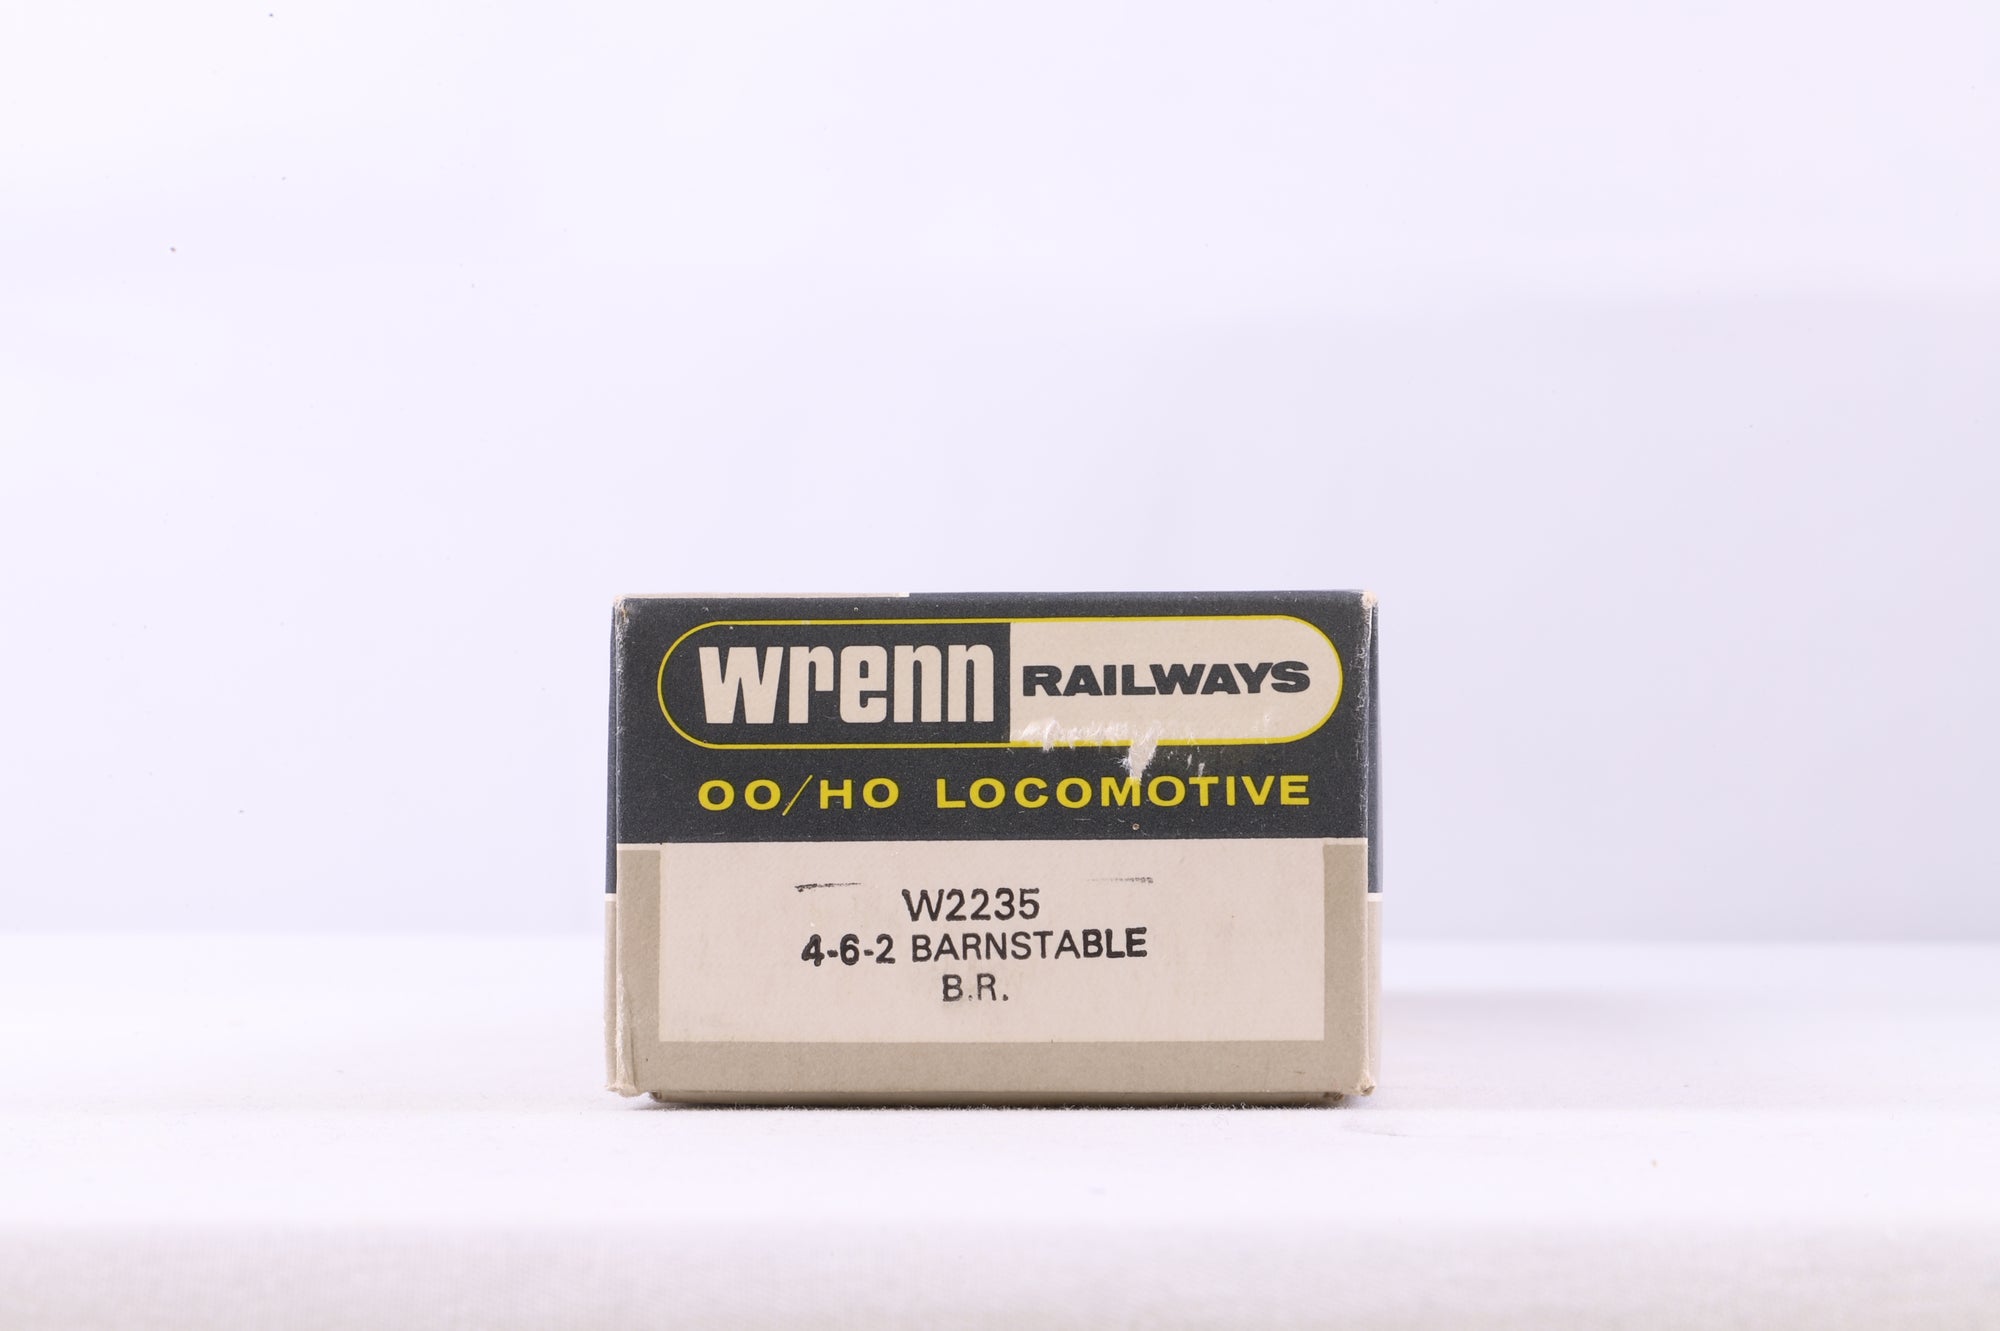 wrenn RAILWAYS
OO/HO LOCOMOTIVE
W2235
4-6-2 BARNSTABLE
B.R.